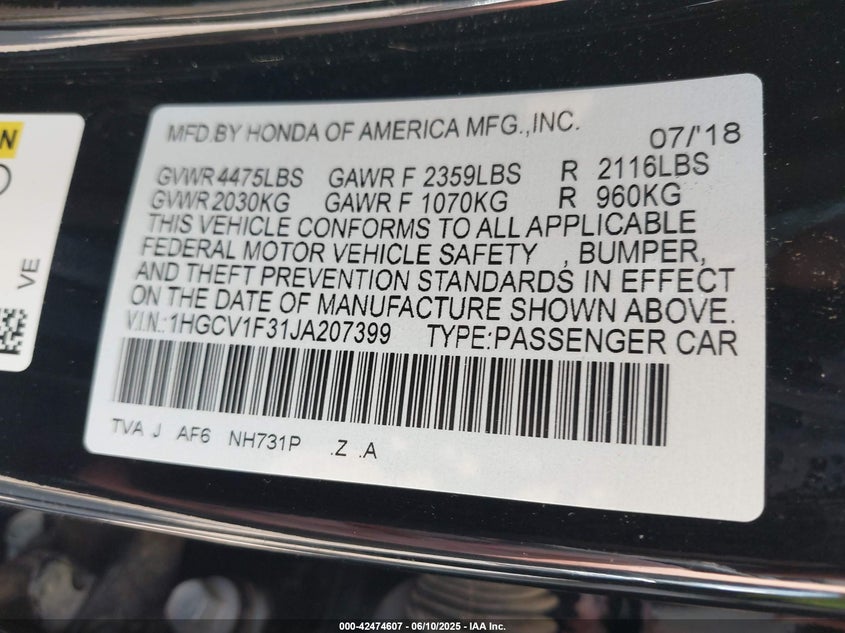 N
VE
MFD.BY HONDA OF AMERICA MFG.,INC. 07/'18
GVWR 4475LBS GAWR F 2359LBS R 2116LBS
GVWR 2030KG GAWR F 1070KG R 960KG
THIS VEHICLE CONFORMS TO ALL APPLICABLE
FEDERAL MOTOR VEHICLE SAFETY , BUMPER,
AND THEFT PREVENTION STANDARDS IN EFFECT
ON THE DATE OF MANUFACTURE SHOWN ABOVE.
V.I.N.:1HGCV1F31JA207399 TYPE:PASSENGER CAR
TVA J AF6 NH731P .Z .A
000-42474607 - 06/10/2025 - IAA Inc.